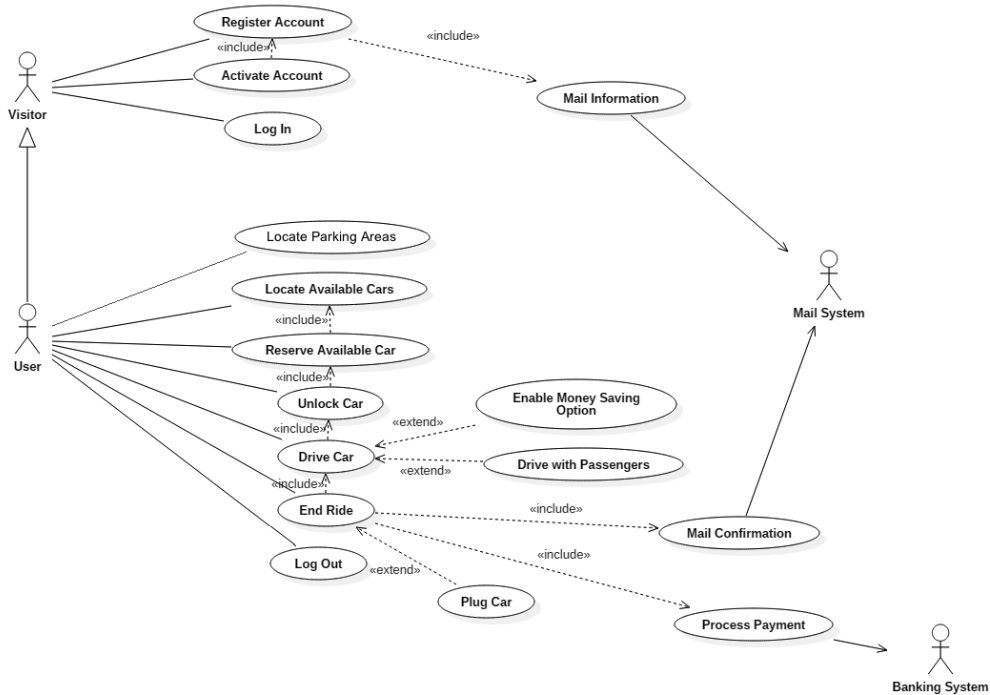 Register Account
«include»
«include»
Activate Account
Visitor
Mail Information
Log In
Locate Parking Areas
Locate Available Cars
Mail System
«include»
User
Reserve Available Car
«include»
Enable Money Saving
Option
Unlock Car
«extend»
«include»
Drive Car
Drive with Passengers
«extend»
«include»
End Ride
«include»
Mail Confirmation
«include»
Log Out
«extend»
Plug Car
Process Payment
Banking System